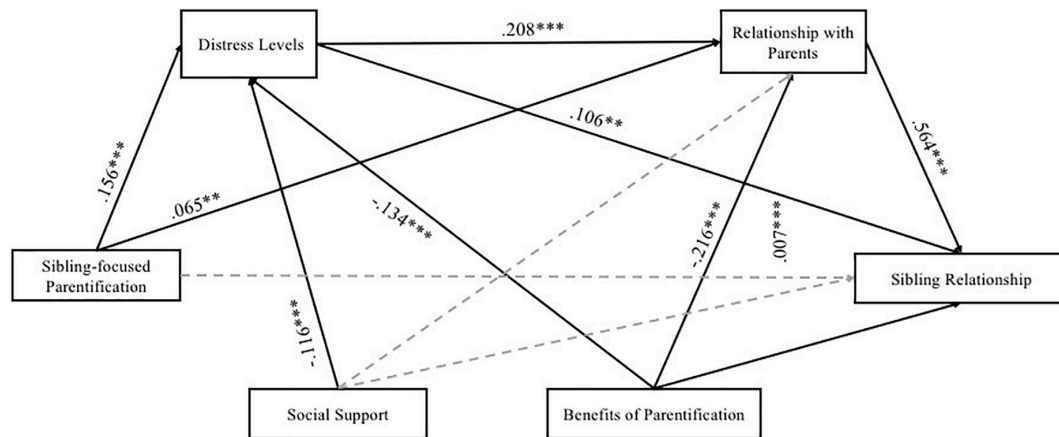 .208***
Distress Levels
Relationship with
Parents
.106**
.564***
.156***
.065**
-.134***
-.216***
.007***
Sibling-focused
Parentification
Sibling Relationship
-.116***
Social Support
Benefits of Parentification